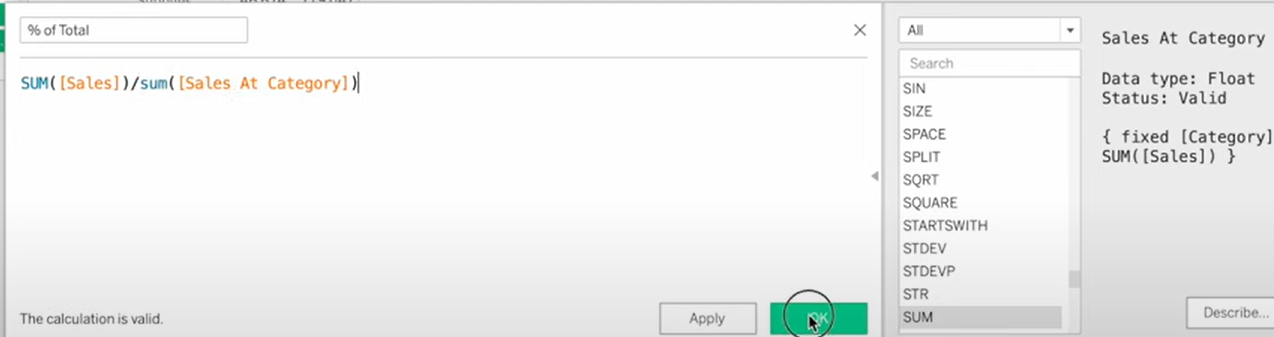 % of Total
SUM([Sales])/sum([Sales At Category])
The calculation is valid.
Apply
OK
All
Search
SIN
SIZE
SPACE
SPLIT
SQRT
SQUARE
STARTSWITH
STDEV
STDEVP
STR
SUM
Sales At Category
Data type: Float
Status: Valid
{ fixed [Category]
SUM([Sales]) }
Describe...